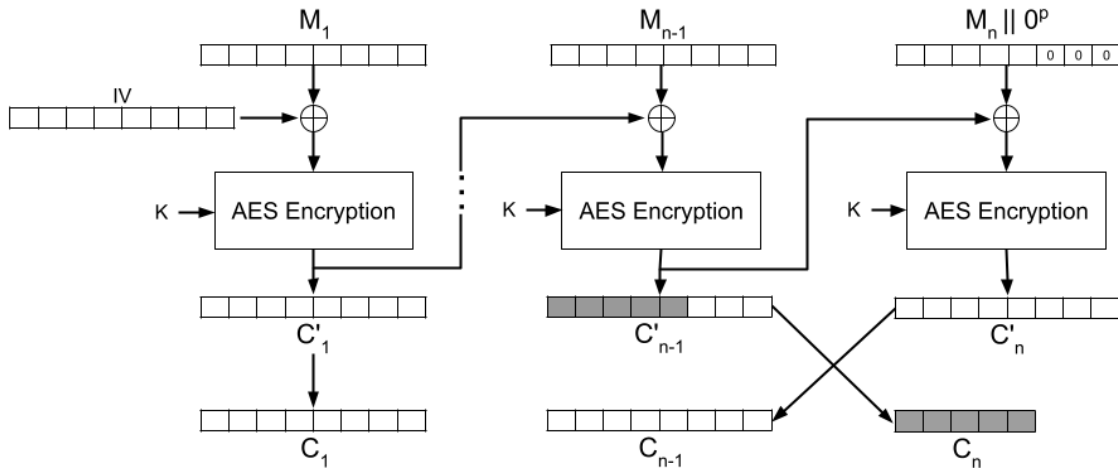 M₁ Mₙ₋₁ Mₙ || 0ᵖ
0 0 0
IV
K AES Encryption K AES Encryption K AES Encryption
C'₁ C'ₙ₋₁ C'ₙ
C₁ Cₙ₋₁ Cₙ